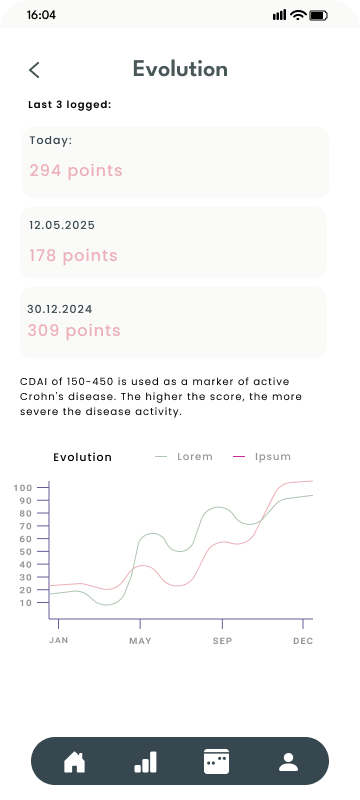 16:04
Evolution
Last 3 logged:
Today:
294 points
12.05.2025
178 points
30.12.2024
309 points
CDAI of 150-450 is used as a marker of active
Crohn's disease. The higher the score, the more
severe the disease activity.
Evolution Lorem Ipsum
100
90
80
70
60
50
40
30
20
10
JAN MAY SEP DEC